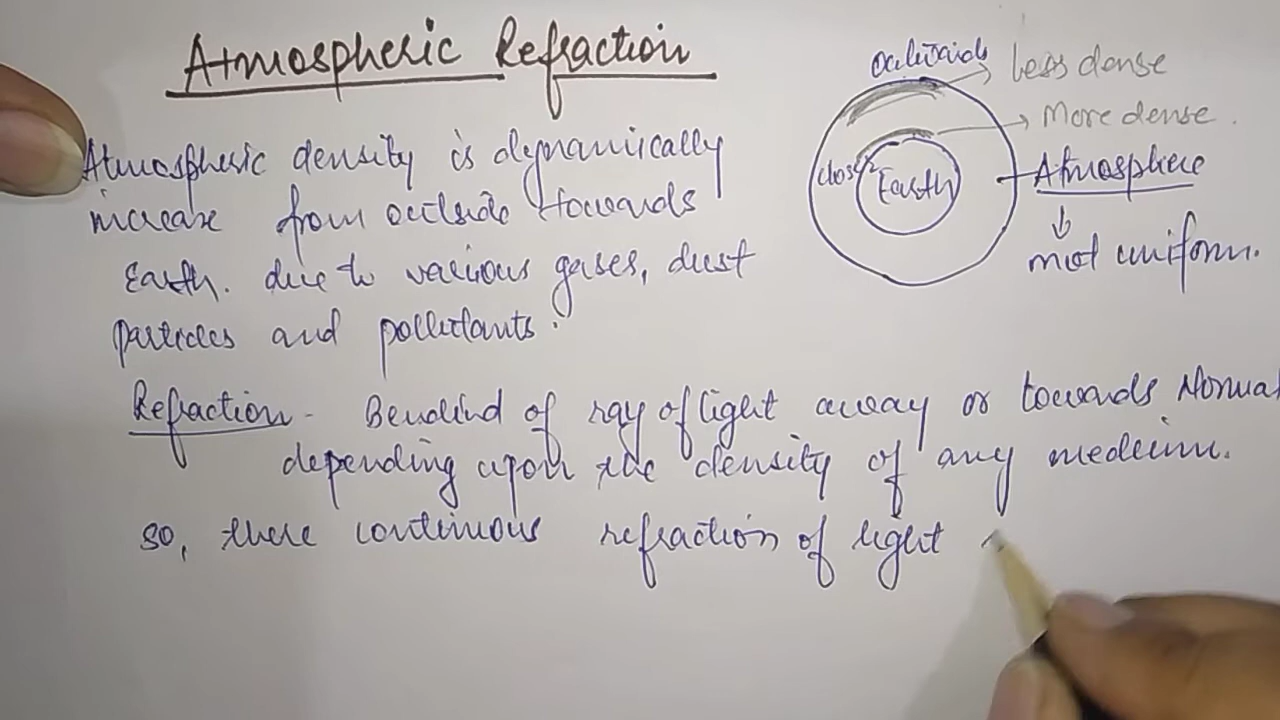 Atmospheric Refraction
Atmospheric density is dynamically
increase from outside towards
Earth. due to various gases, dust
particles and pollutants.
outwards
less dense
More dense.
closer
Earth
Atmosphere
not uniform.
Refraction - Bendind of ray of light away or towards Normal
depending upon the density of any medium.
so, there continuous refraction of light